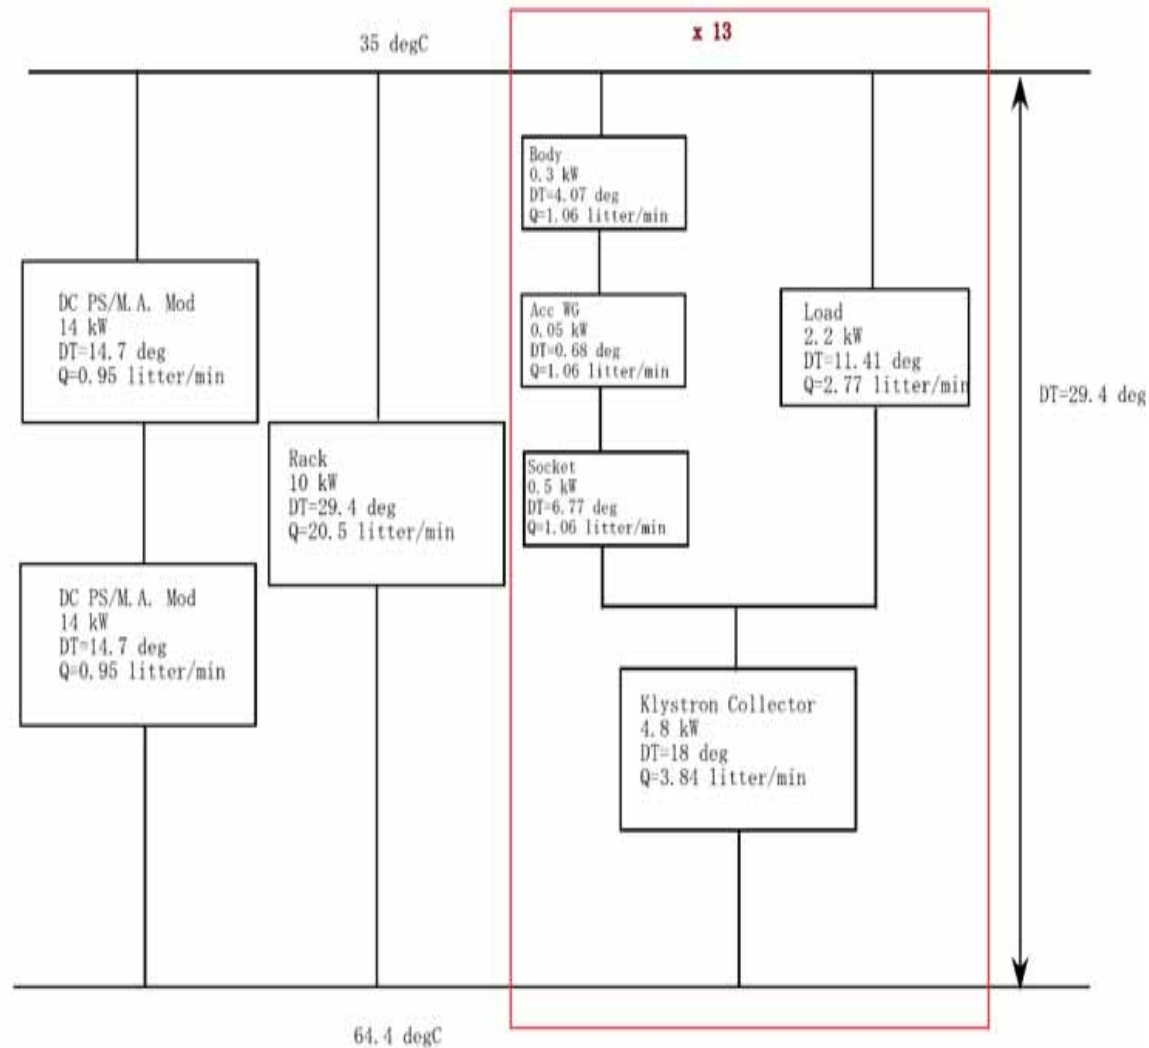 35 degC
x 13
Body
0.3 kW
DT=4.07 deg
Q=1.06 litter/min
DC PS/M.A. Mod
14 kW
DT=14.7 deg
Q=0.95 litter/min
Acc WG
0.05 kW
DT=0.68 deg
Q=1.06 litter/min
Load
2.2 kW
DT=11.41 deg
Q=2.77 litter/min
DT=29.4 deg
Rack
10 kW
DT=29.4 deg
Q=20.5 litter/min
Socket
0.5 kW
DT=6.77 deg
Q=1.06 litter/min
DC PS/M.A. Mod
14 kW
DT=14.7 deg
Q=0.95 litter/min
Klystron Collector
4.8 kW
DT=18 deg
Q=3.84 litter/min
64.4 degC